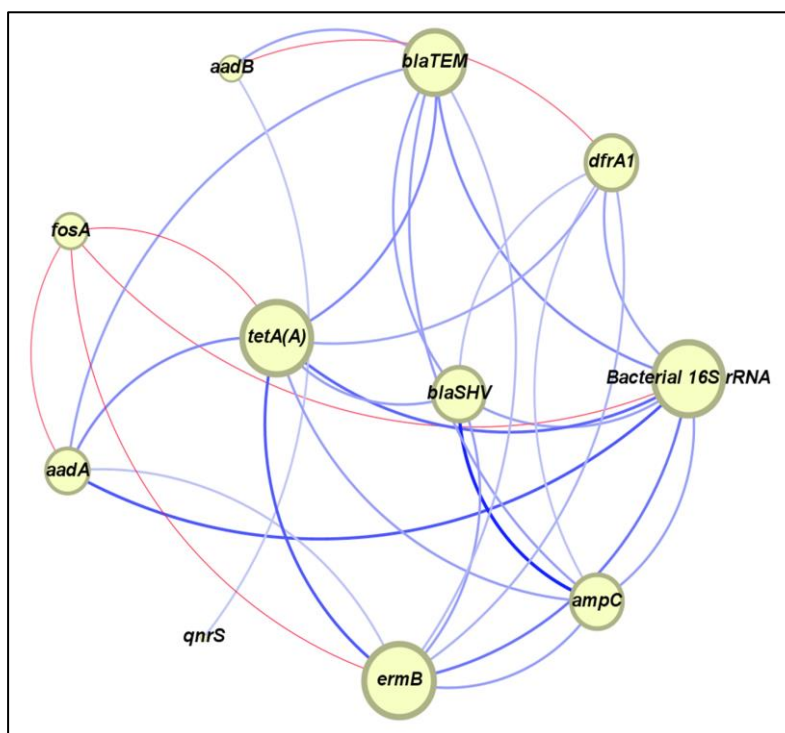 blaTEM
aadB
dfrA1
fosA
tetA(A)
Bacterial 16S rRNA
blaSHV
aadA
ampC
qnrS
ermB